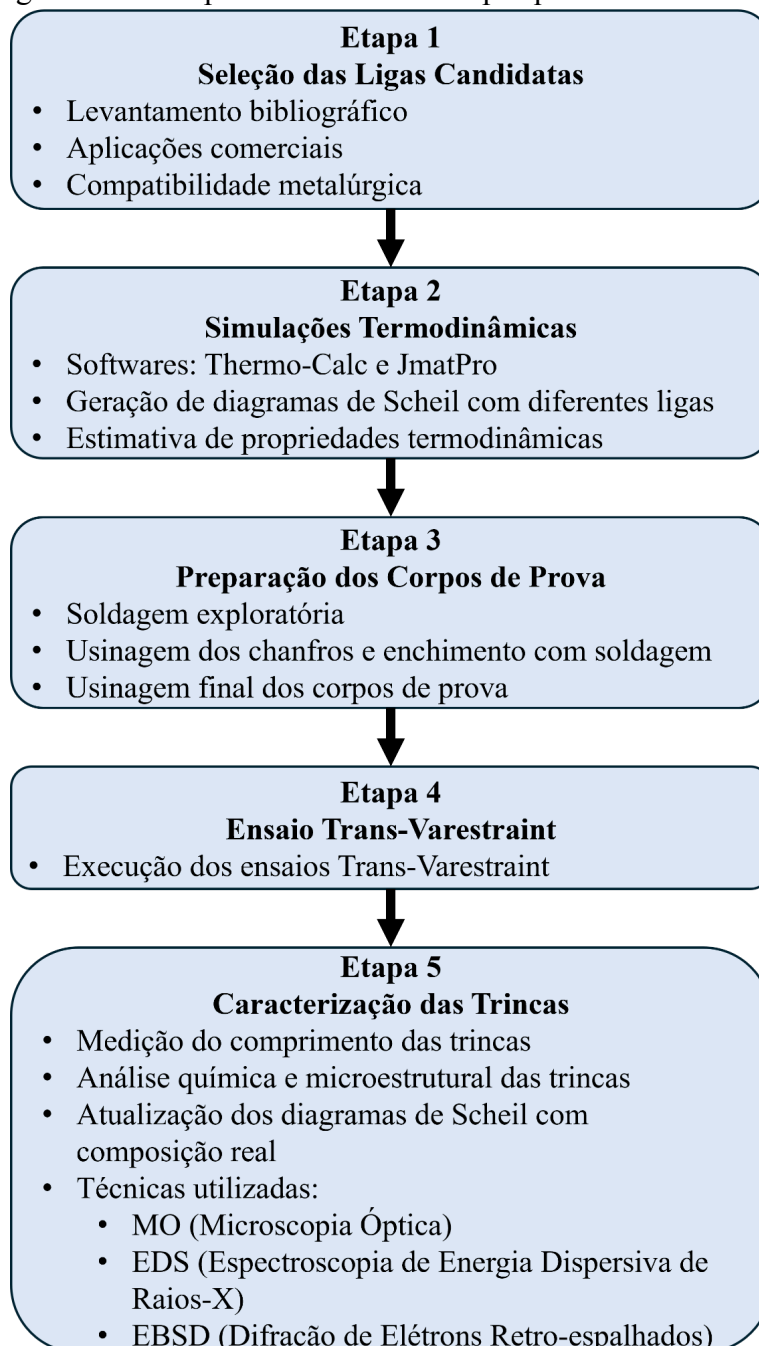 Etapa 1
Seleção das Ligas Candidatas
• Levantamento bibliográfico
• Aplicações comerciais
• Compatibilidade metalúrgica
Etapa 2
Simulações Termodinâmicas
• Softwares: Thermo-Calc e JmatPro
• Geração de diagramas de Scheil com diferentes ligas
• Estimativa de propriedades termodinâmicas
Etapa 3
Preparação dos Corpos de Prova
• Soldagem exploratória
• Usinagem dos chanfros e enchimento com soldagem
• Usinagem final dos corpos de prova
Etapa 4
Ensaio Trans-Varestraint
• Execução dos ensaios Trans-Varestraint
Etapa 5
Caracterização das Trincas
• Medição do comprimento das trincas
• Análise química e microestrutural das trincas
• Atualização dos diagramas de Scheil com
composição real
• Técnicas utilizadas:
• MO (Microscopia Óptica)
• EDS (Espectroscopia de Energia Dispersiva de
Raios-X)
• EBSD (Difração de Elétrons Retro-espalhados)